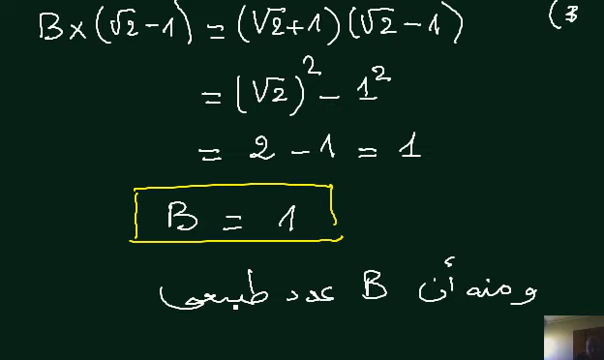 B×(√2−1) = (√2+1)(√2−1) (3
= (√2)² − 1²
= 2 − 1 = 1
B = 1
ومنه أن B عدد طبيعي